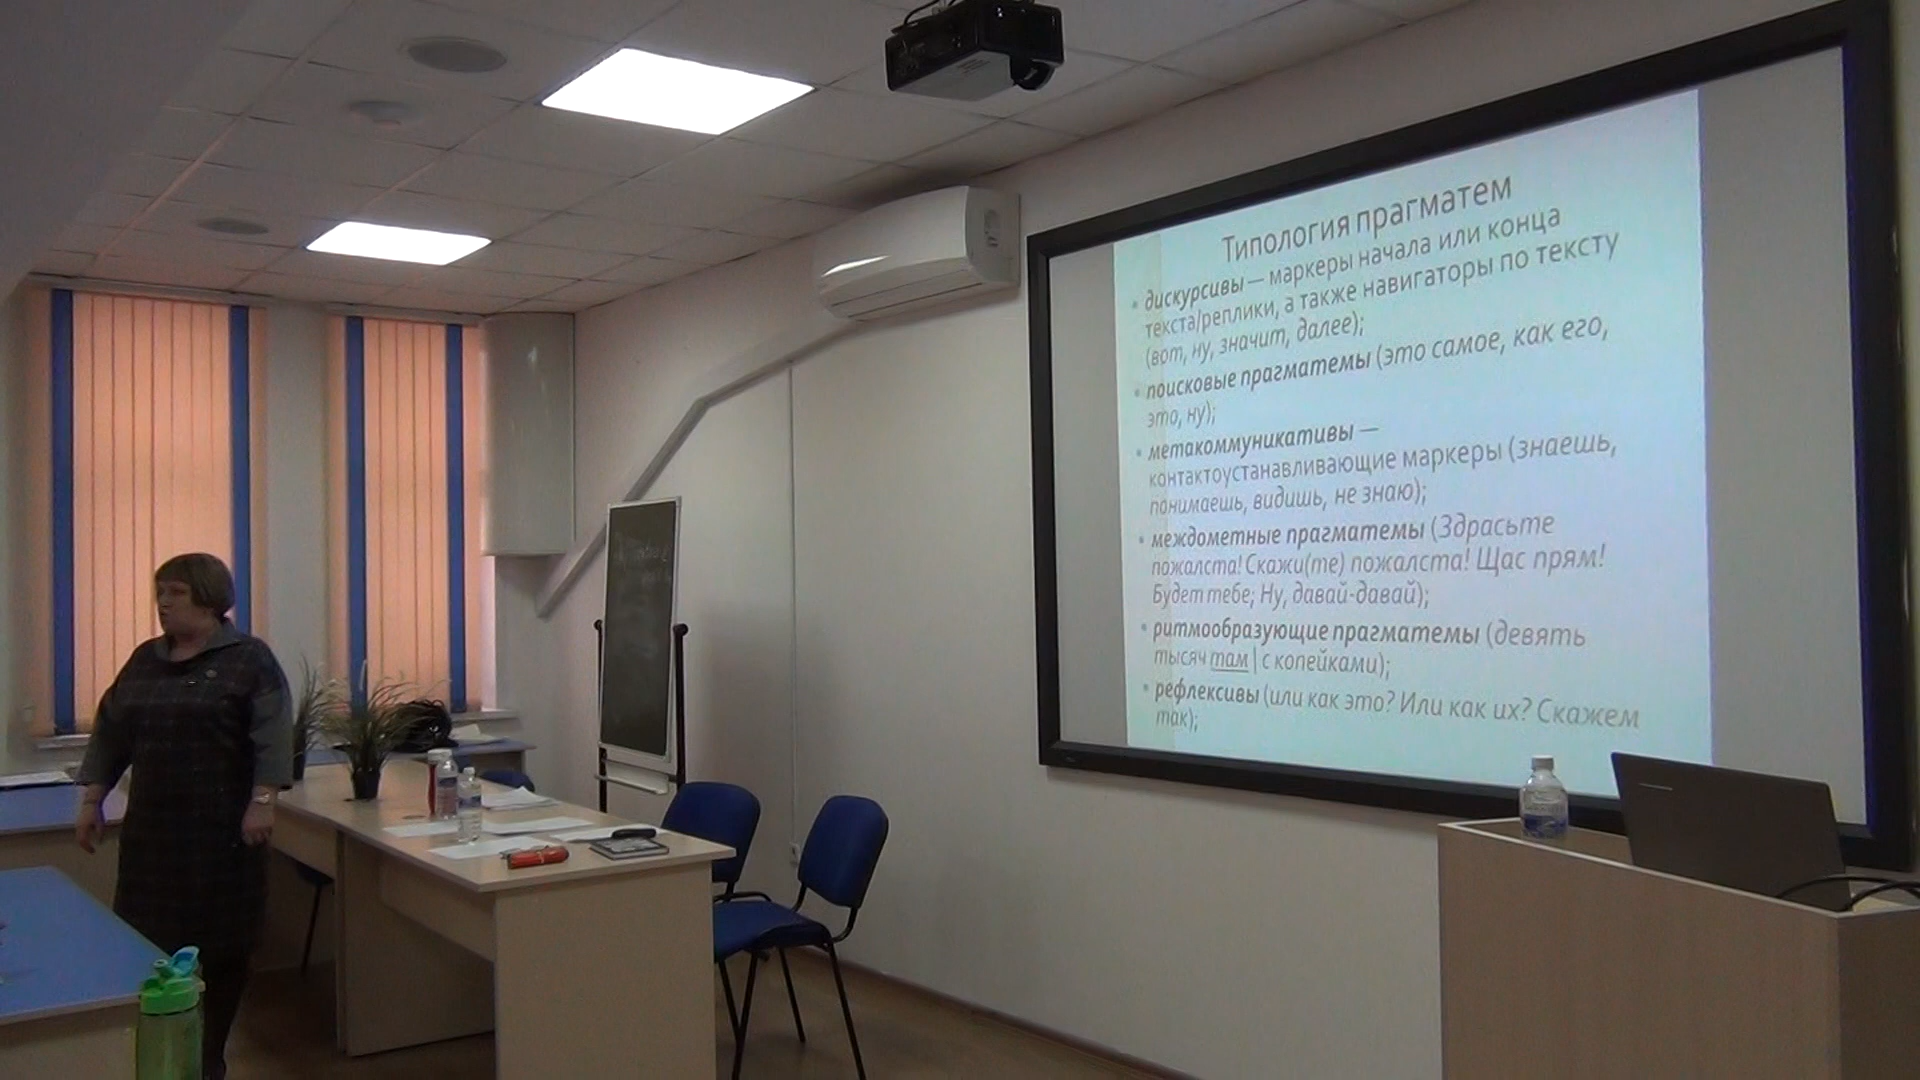 Типология прагматем
• дискурсивы — маркеры начала или конца
текста/реплики, а также навигаторы по тексту
(вот, ну, значит, далее);
• поисковые прагматемы (это самое, как его,
это, ну);
• метакоммуникативы —
контактоустанавливающие маркеры (знаешь,
понимаешь, видишь, не знаю);
• междометные прагматемы (Здрасьте
пожалста! Скажи(те) пожалста! Щас прям!
Будет тебе; Ну, давай-давай);
• ритмообразующие прагматемы (девять
тысяч там | с копейками);
• рефлексивы (или как это? Или как их? Скажем
так);